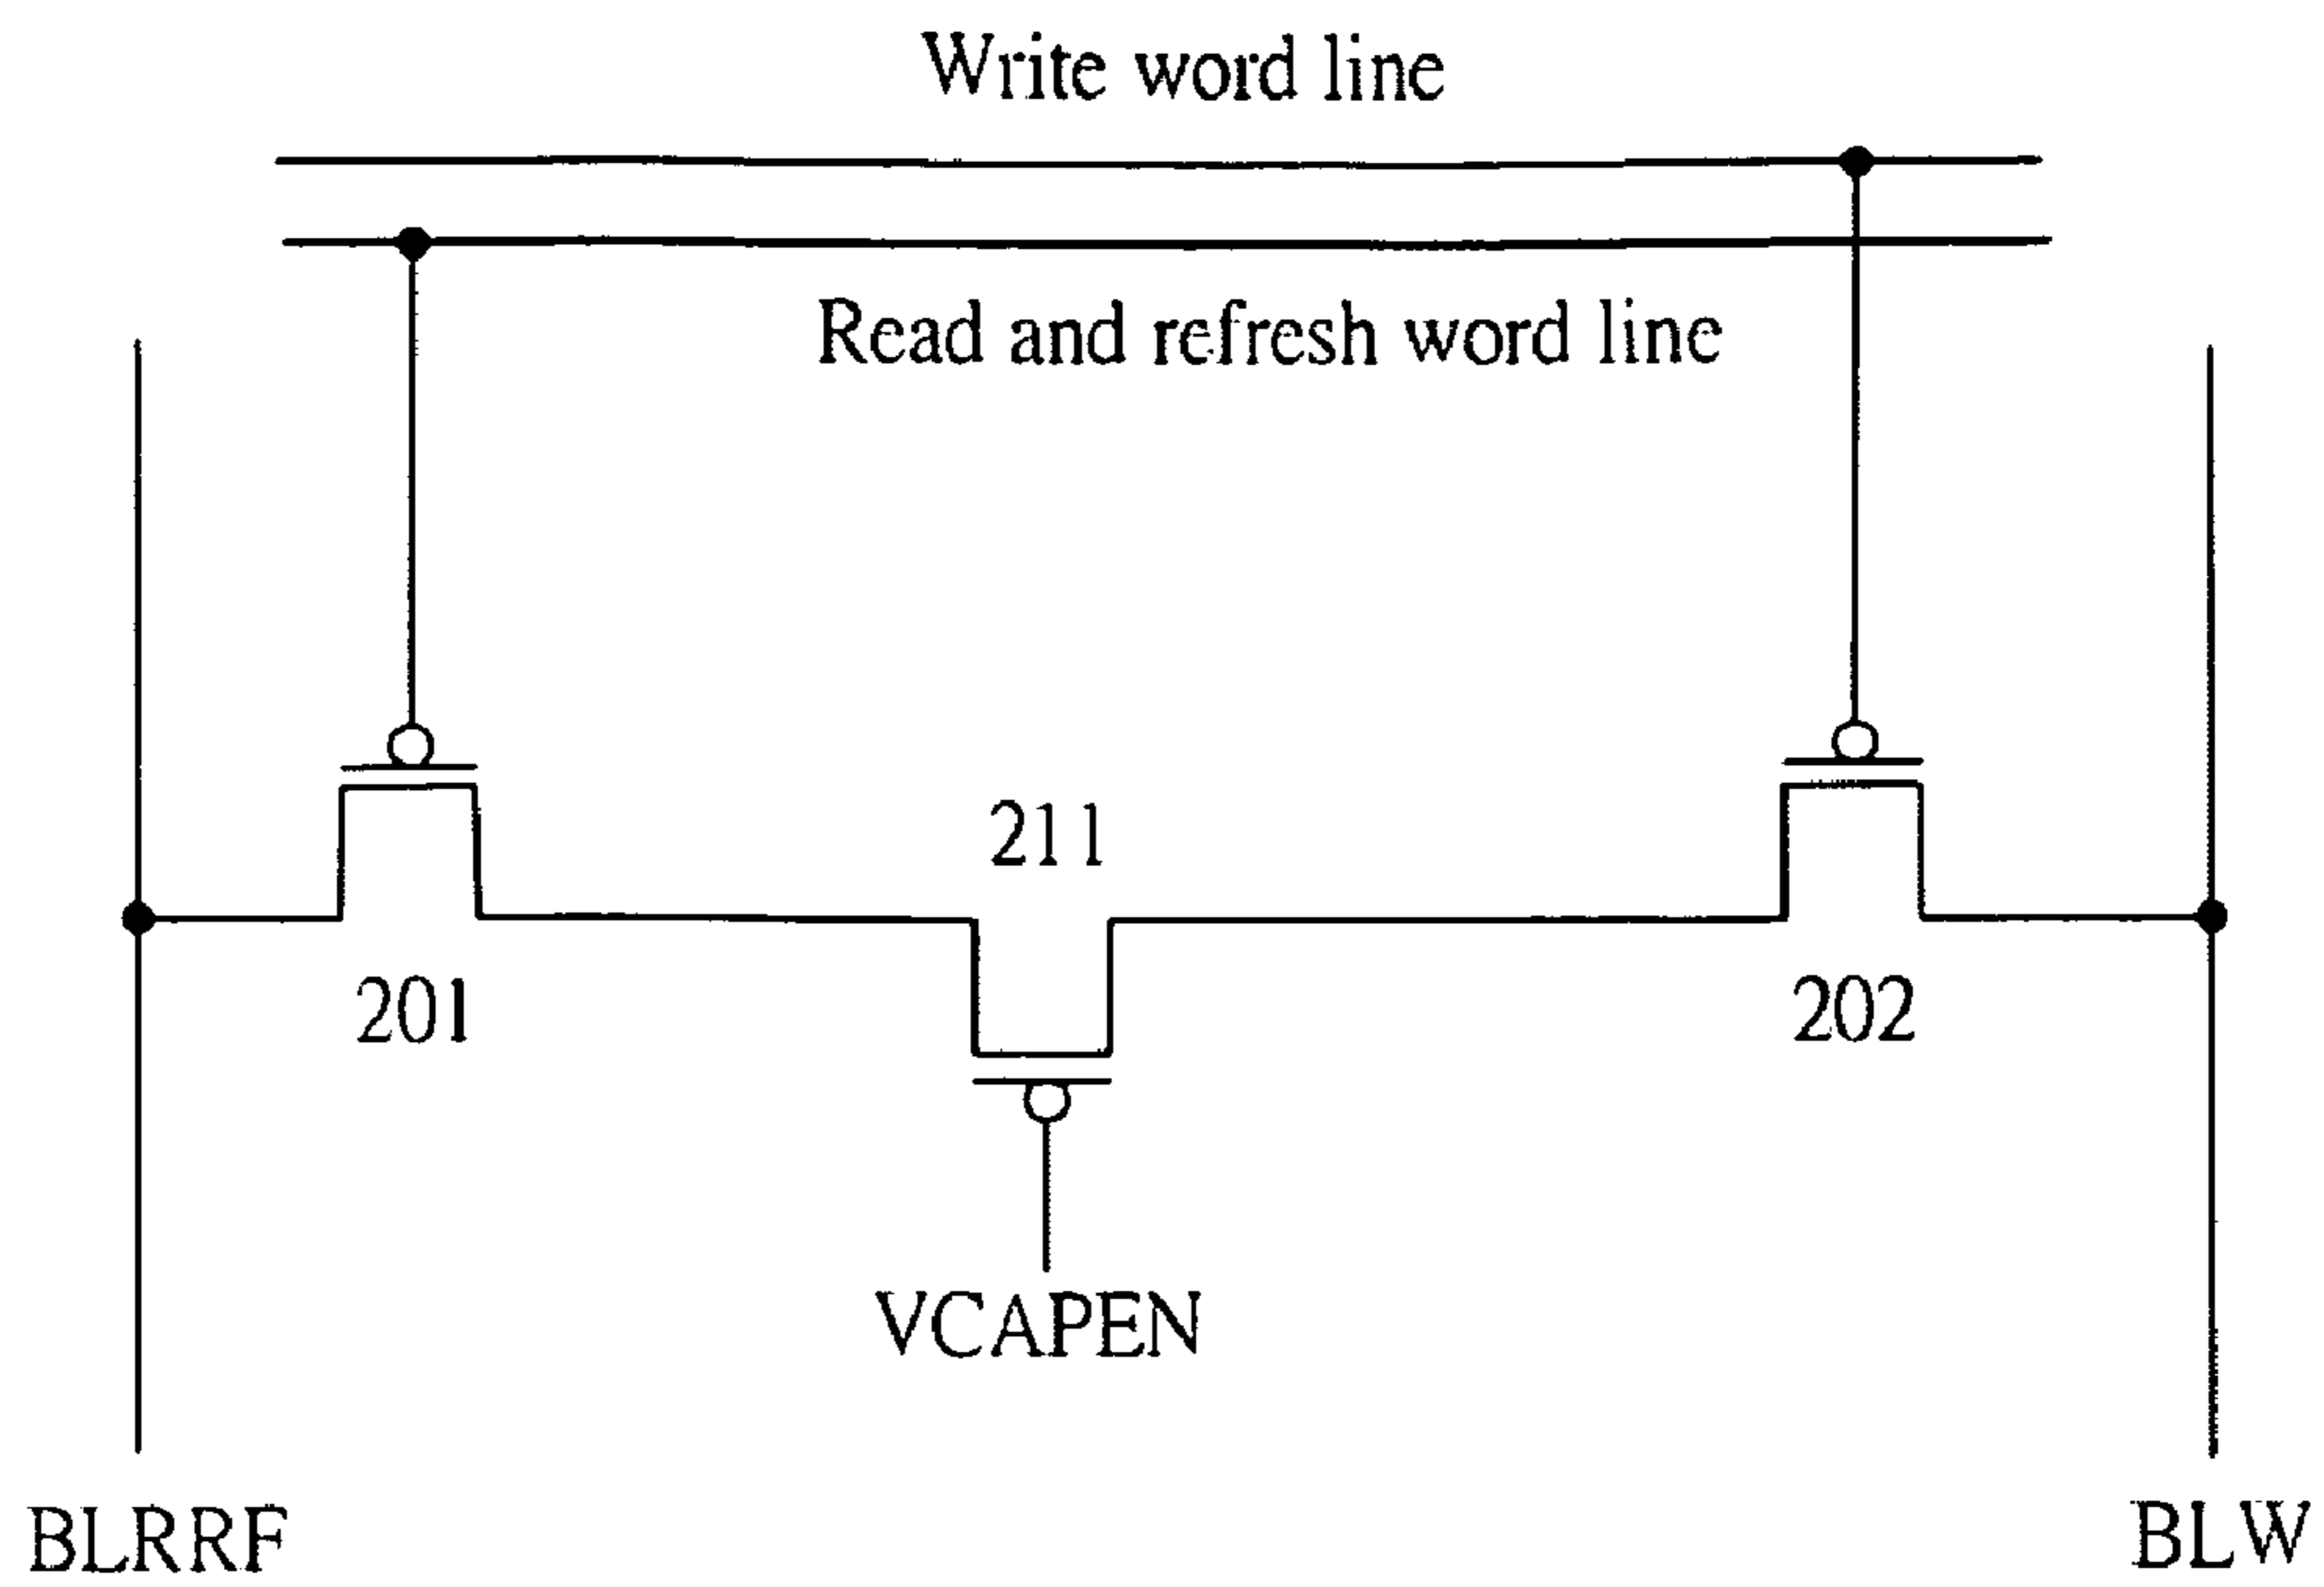 Write word line
Read and refresh word line
211
201
202
VCAPEN
BLRRF
BLW